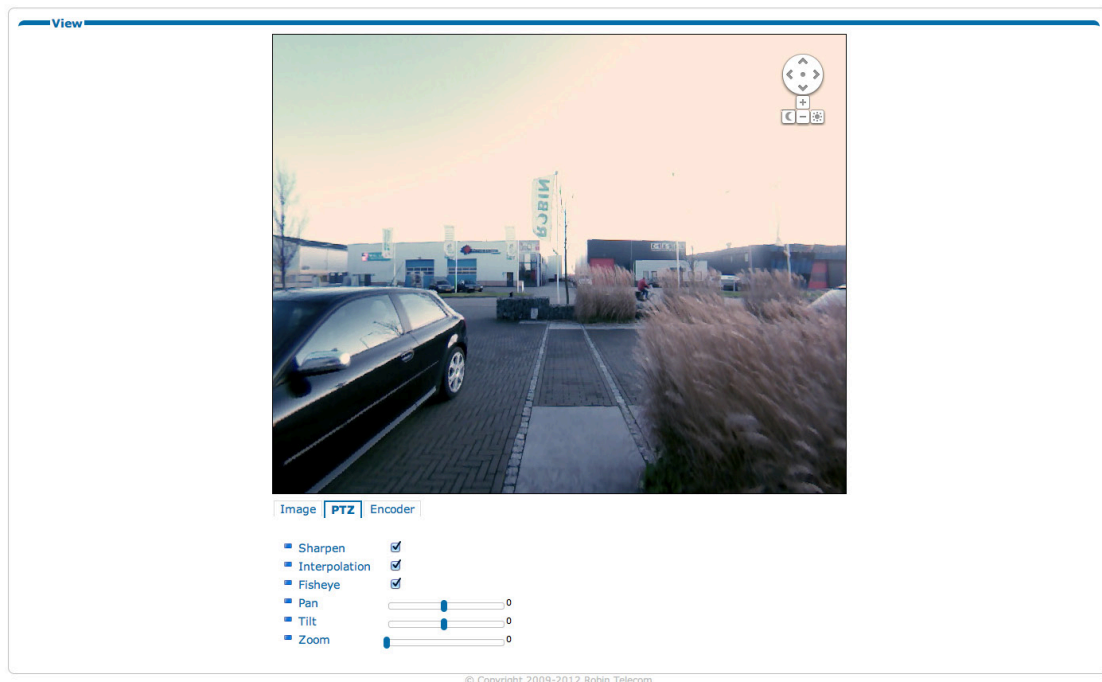 View
ROBIN
Image PTZ Encoder
Sharpen
Interpolation
Fisheye
Pan 0
Tilt 0
Zoom 0
© Copyright 2009-2012 Robin Telecom